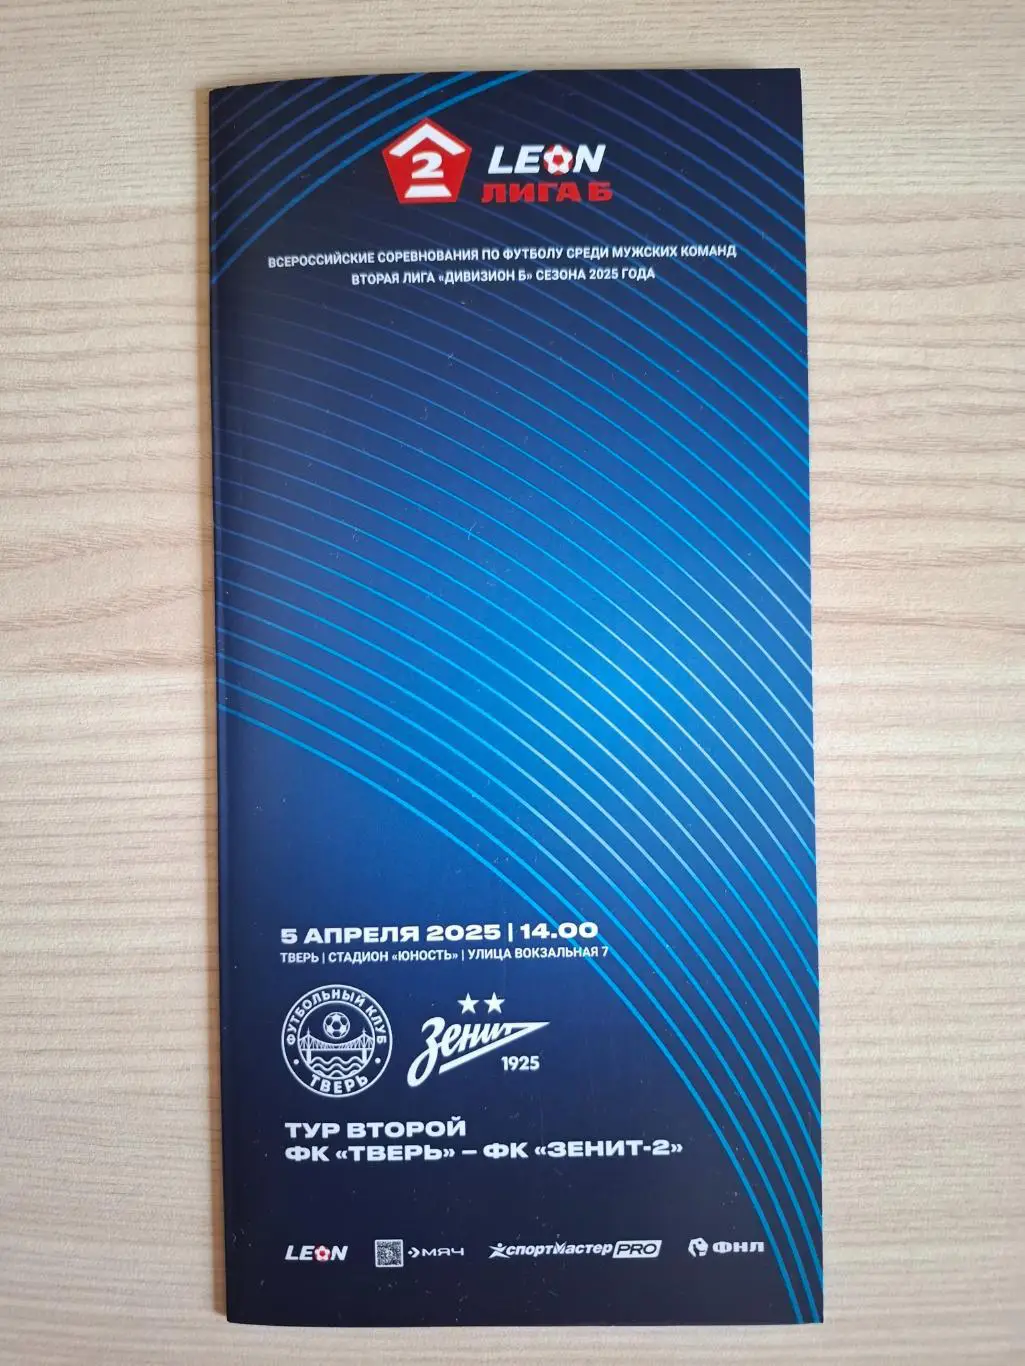 2
LEON
ЛИГА Б
ВСЕРОССИЙСКИЕ СОРЕВНОВАНИЯ ПО ФУТБОЛУ СРЕДИ МУЖСКИХ КОМАНД
ВТОРАЯ ЛИГА «ДИВИЗИОН Б» СЕЗОНА 2025 ГОДА
5 АПРЕЛЯ 2025 | 14.00
ТВЕРЬ | СТАДИОН «ЮНОСТЬ» | УЛИЦА ВОКЗАЛЬНАЯ 7
ФУТБОЛЬНЫЙ КЛУБ
ТВЕРЬ
Зенит
1925
ТУР ВТОРОЙ
ФК «ТВЕРЬ» – ФК «ЗЕНИТ-2»
LEON МЯЧ СПОРТМАСТЕР PRO ФНЛ